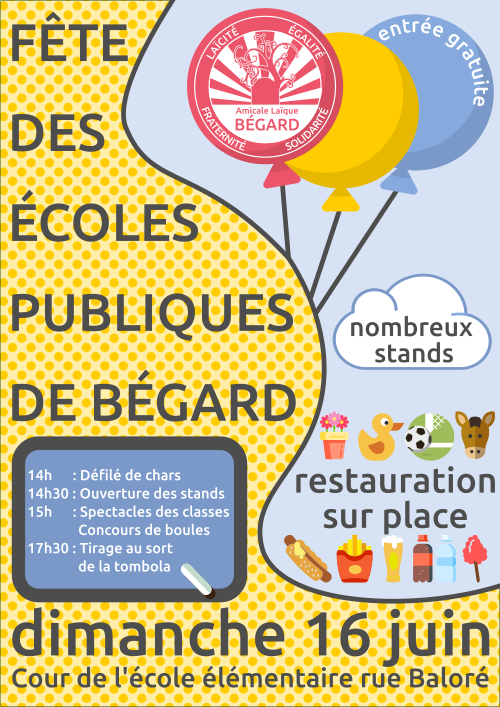 FÊTE
DES
ÉCOLES
PUBLIQUES
DE BÉGARD
LAÏCITÉ
ÉGALITÉ
FRATERNITÉ
SOLIDARITÉ
Amicale Laïque
BÉGARD
entrée gratuite
nombreux
stands
restauration
sur place
14h : Défilé de chars
14h30 : Ouverture des stands
15h : Spectacles des classes
Concours de boules
17h30 : Tirage au sort
de la tombola
dimanche 16 juin
Cour de l'école élémentaire rue Baloré